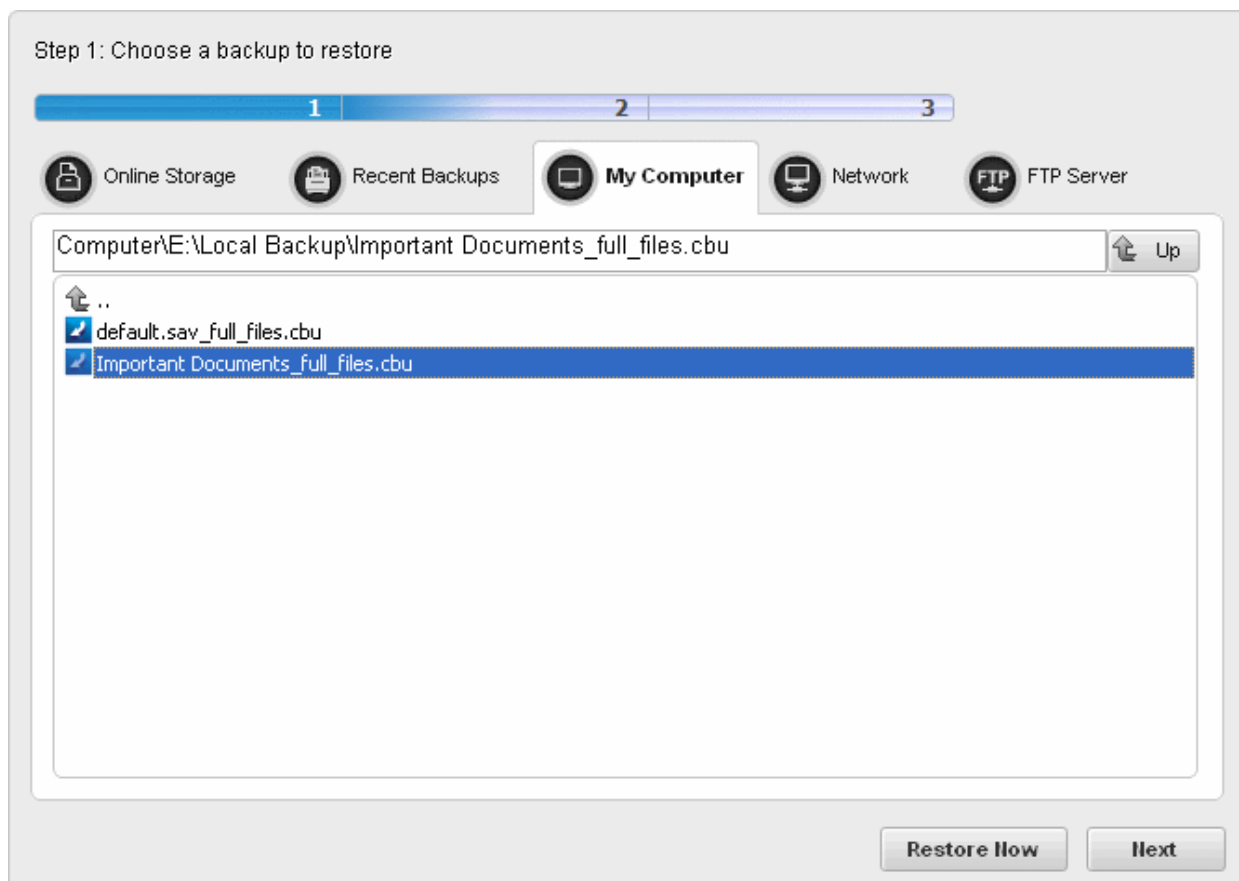 Step 1: Choose a backup to restore
1 2 3
Online Storage Recent Backups My Computer Network FTP FTP Server
Computer\E:\Local Backup\Important Documents_full_files.cbu Up
..
default.sav_full_files.cbu
Important Documents_full_files.cbu
Restore Now Next